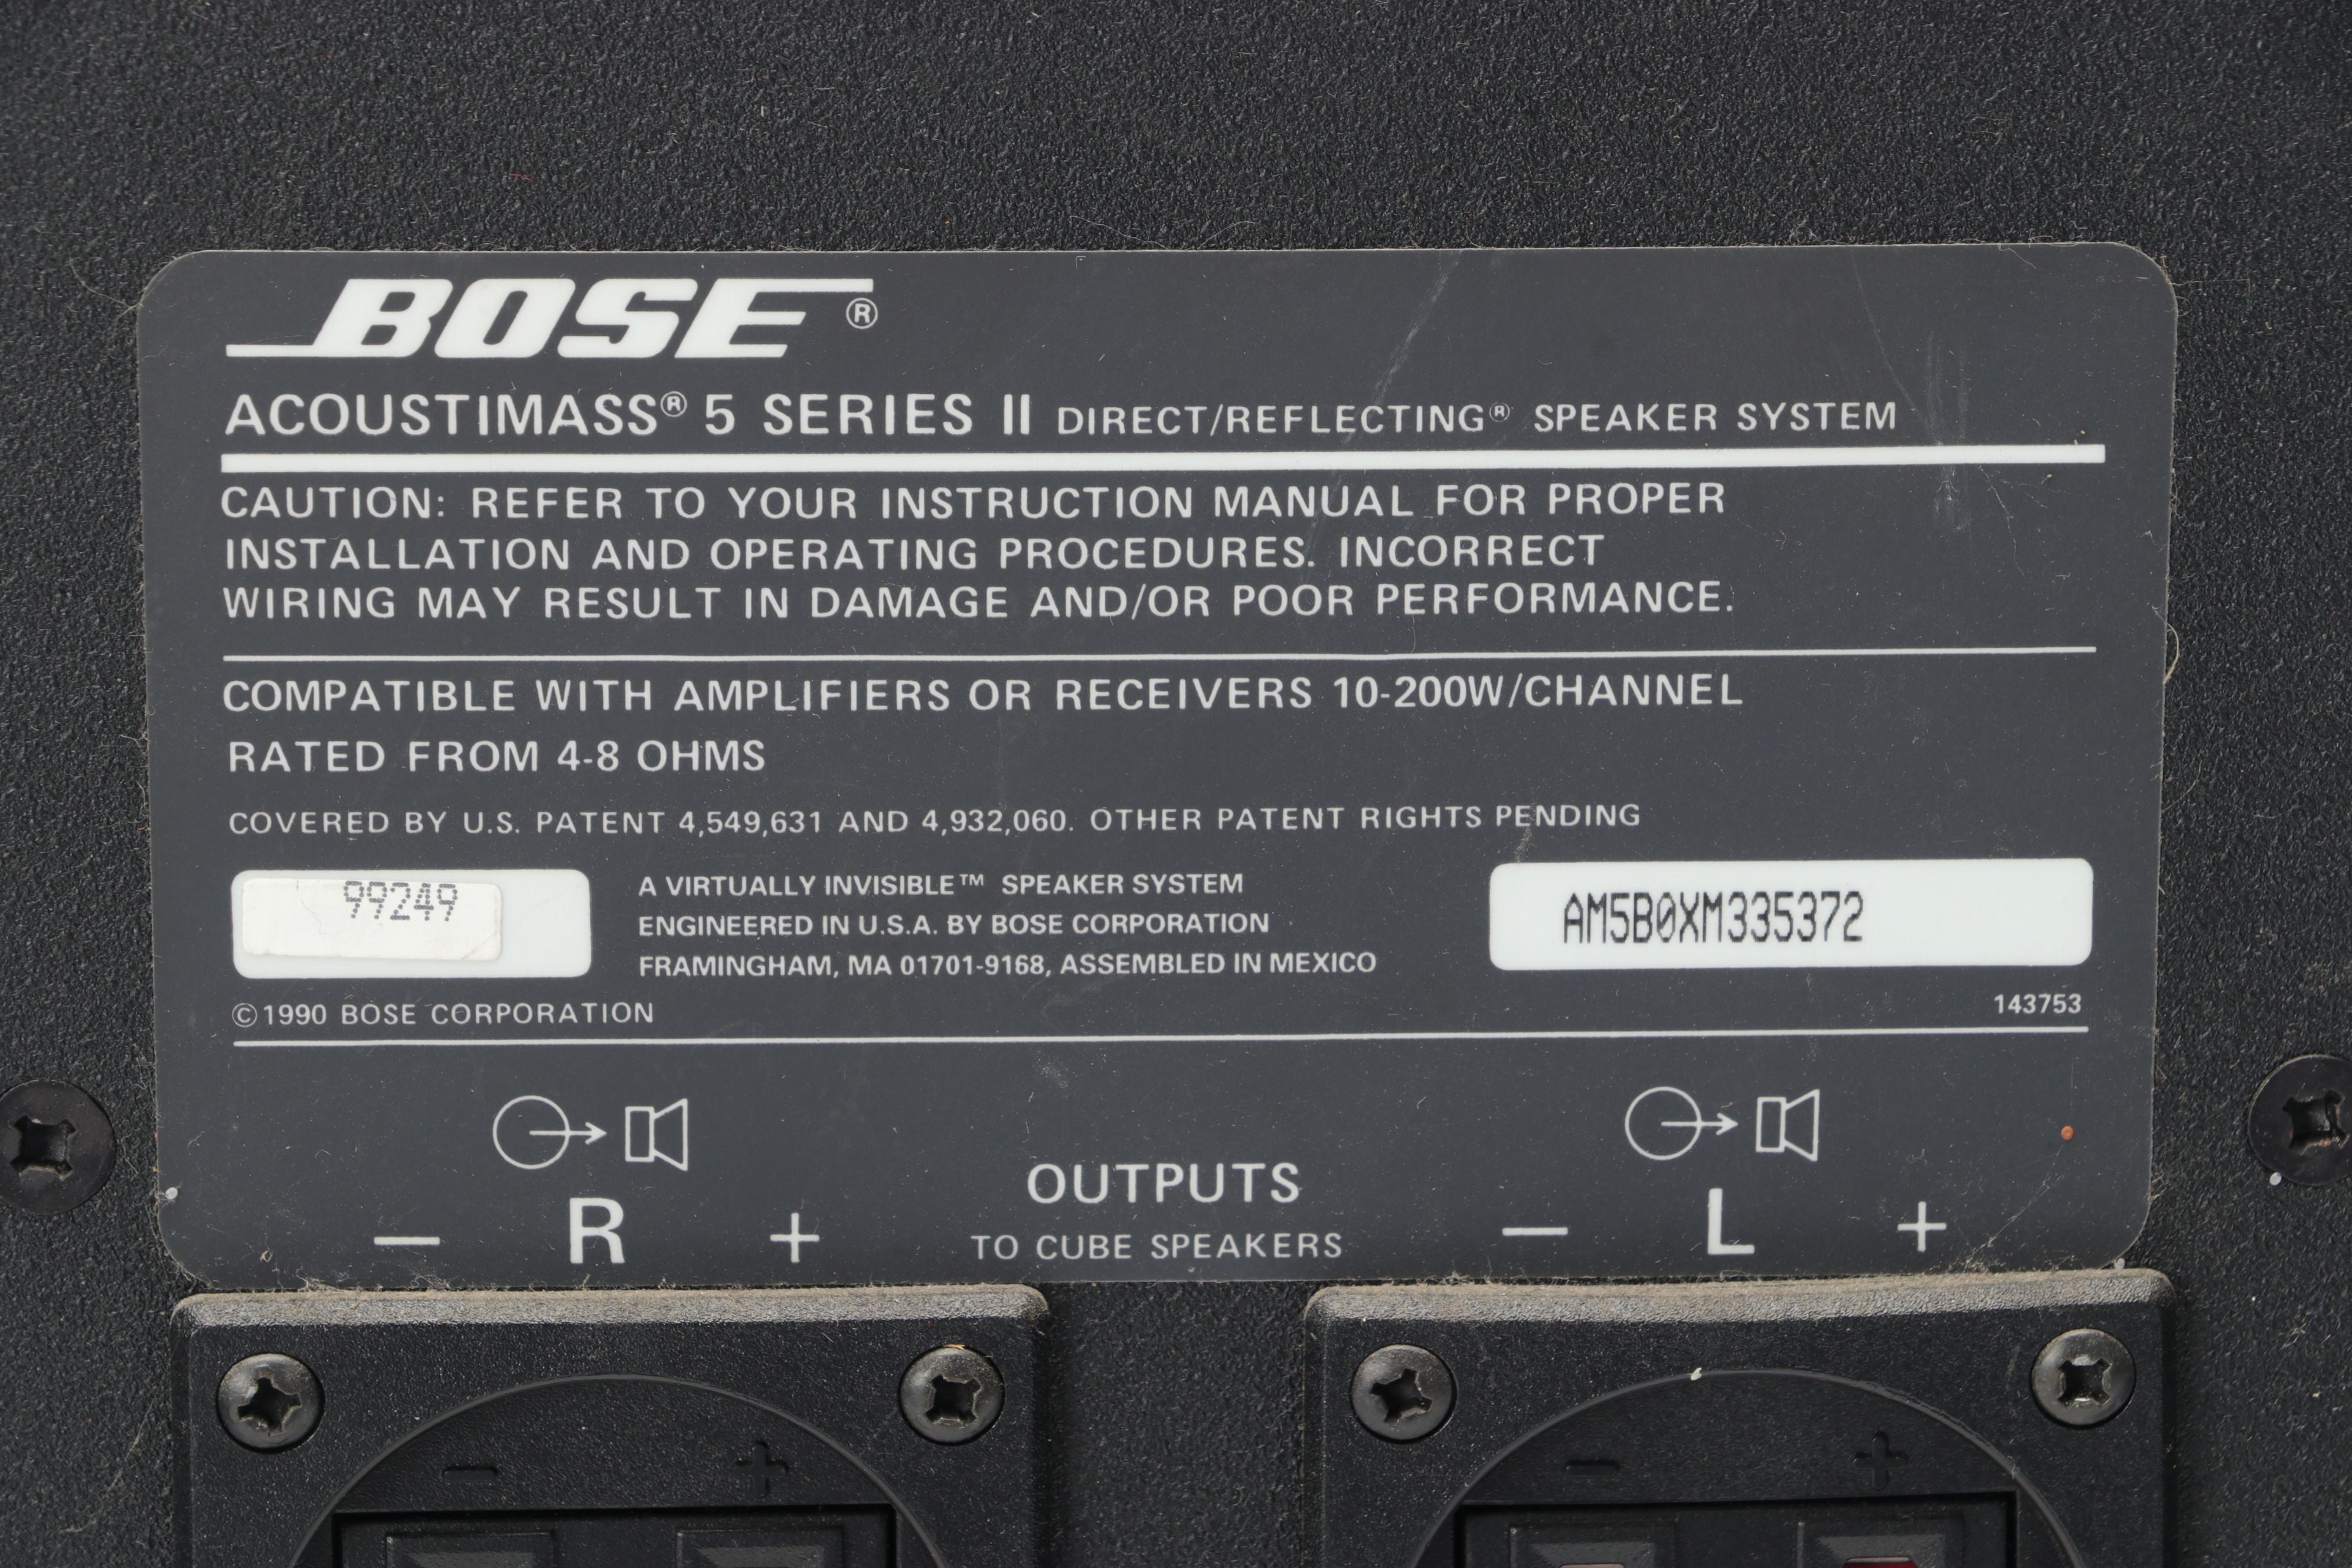 BOSE®
ACOUSTIMASS® 5 SERIES II DIRECT/REFLECTING® SPEAKER SYSTEM
CAUTION: REFER TO YOUR INSTRUCTION MANUAL FOR PROPER
INSTALLATION AND OPERATING PROCEDURES. INCORRECT
WIRING MAY RESULT IN DAMAGE AND/OR POOR PERFORMANCE.
COMPATIBLE WITH AMPLIFIERS OR RECEIVERS 10-200W/CHANNEL
RATED FROM 4-8 OHMS
COVERED BY U.S. PATENT 4,549,631 AND 4,932,060. OTHER PATENT RIGHTS PENDING
99249
A VIRTUALLY INVISIBLE™ SPEAKER SYSTEM
ENGINEERED IN U.S.A. BY BOSE CORPORATION
FRAMINGHAM, MA 01701-9168, ASSEMBLED IN MEXICO
AM5B0XM335372
©1990 BOSE CORPORATION
143753
OUTPUTS
TO CUBE SPEAKERS
− R +
− L +
− +
− +